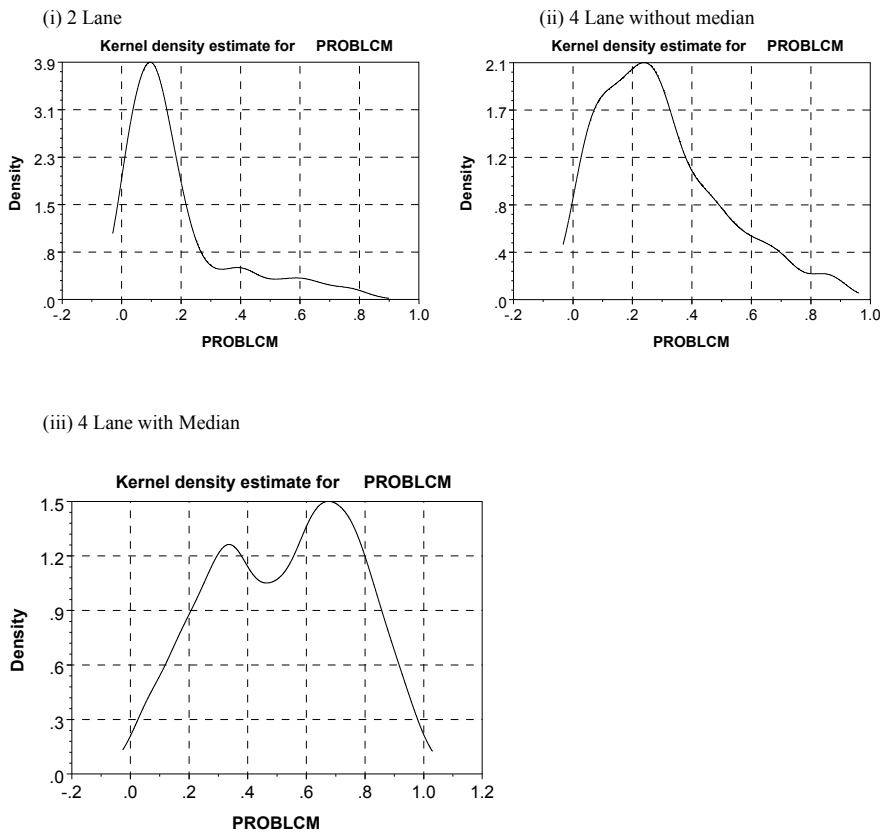 (i) 2 Lane
Kernel density estimate for PROBLCM
3.9
3.1
2.3
1.5
.8
.0
Density
-.2 .0 .2 .4 .6 .8 1.0
PROBLCM
(ii) 4 Lane without median
Kernel density estimate for PROBLCM
2.1
1.7
1.2
.8
.4
.0
Density
-.2 .0 .2 .4 .6 .8 1.0
PROBLCM
(iii) 4 Lane with Median
Kernel density estimate for PROBLCM
1.5
1.2
.9
.6
.3
.0
Density
-.2 .0 .2 .4 .6 .8 1.0 1.2
PROBLCM